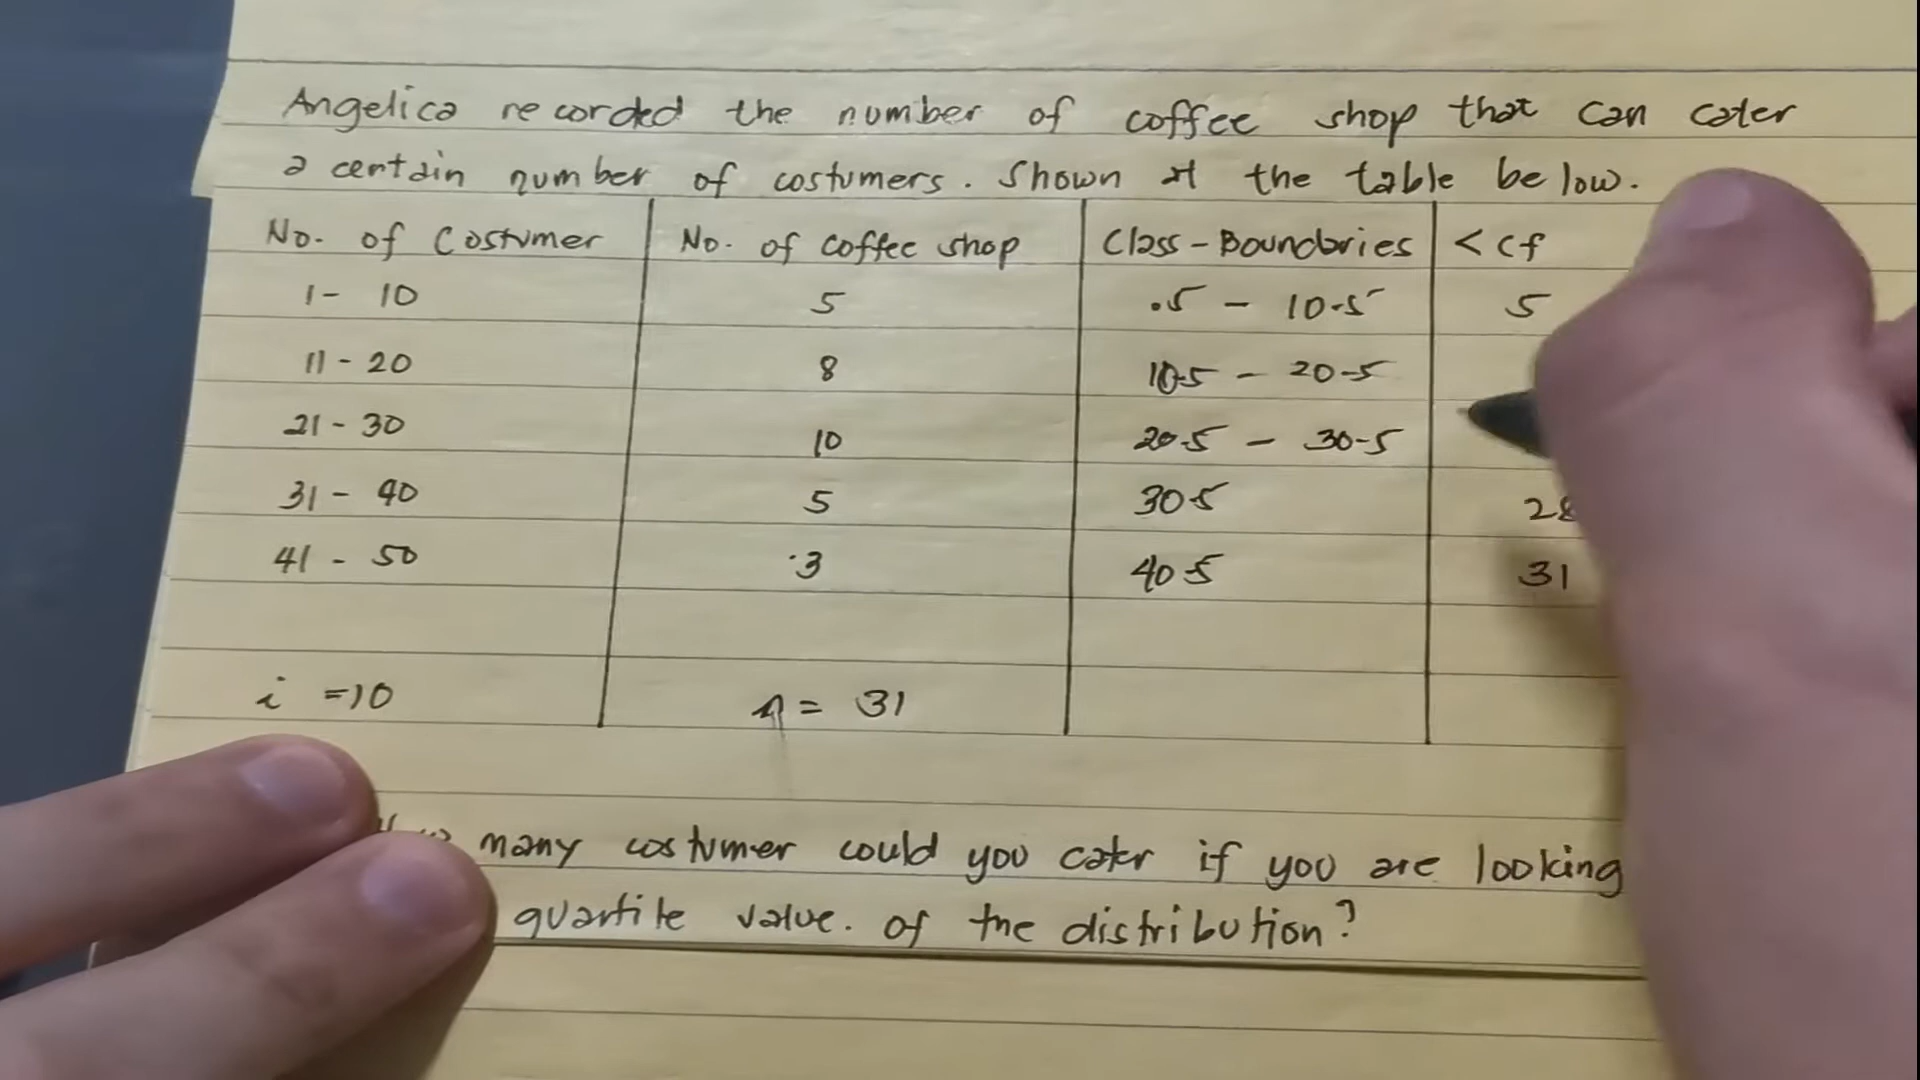 Angelica recorded the number of coffee shop that can cater
a certain number of costumers. Shown at the table below.
No. of Costumer No. of coffee shop Class-Boundaries <cf
1- 10 5 .5 - 10.5 5
11-20 8 10.5 - 20.5
21-30 10 20.5 - 30.5
31- 40 5 30.5 28
41 - 50 3 40.5 31
i =10 n= 31
many costumer could you cater if you are looking
quartile value. of the distribution?